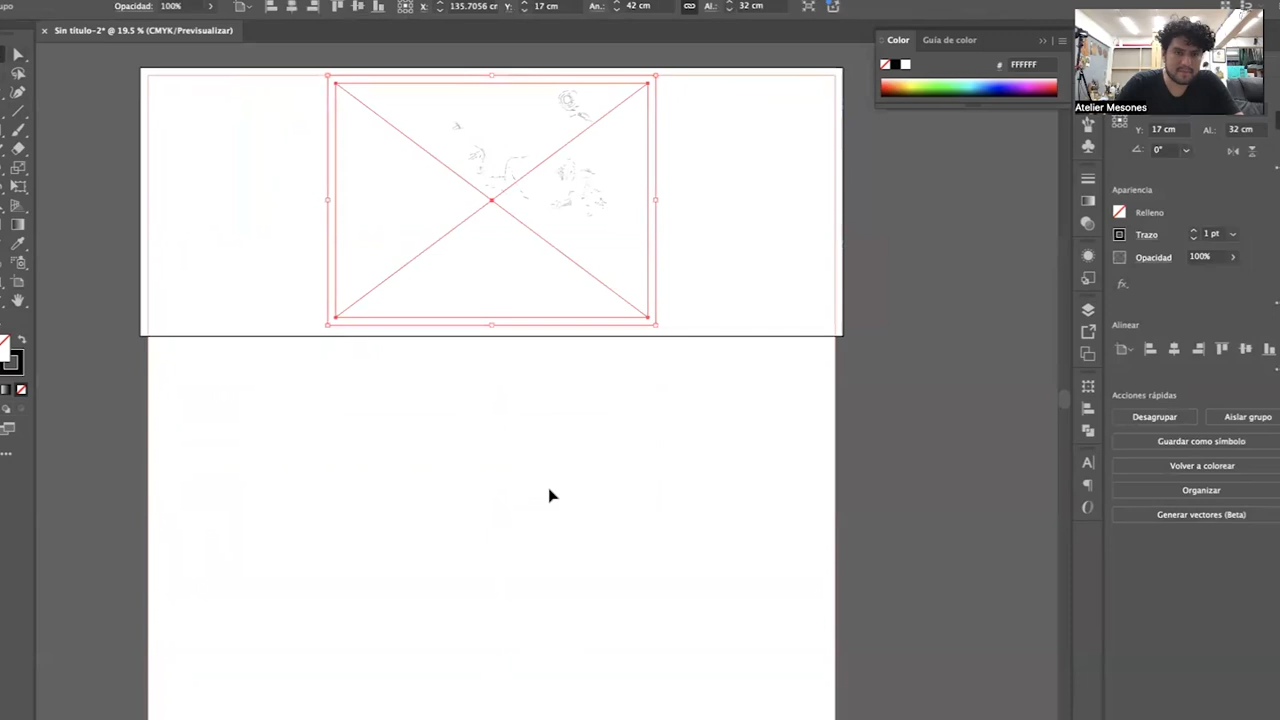 upo Opacidad: 100% X: 135.7056 cm Y: 17 cm An.: 42 cm Al.: 32 cm
× Sin título-2* @ 19.5 % (CMYK/Previsualizar)
Color Guía de color
# FFFFFF
Atelier Mesones
Y: 17 cm Al.: 32 cm
0°
Apariencia
Relleno
Trazo 1 pt
Opacidad 100%
fx.
Alinear
Acciones rápidas
Desagrupar Aislar grupo
Guardar como símbolo
Volver a colorear
Organizar
Generar vectores (Beta)